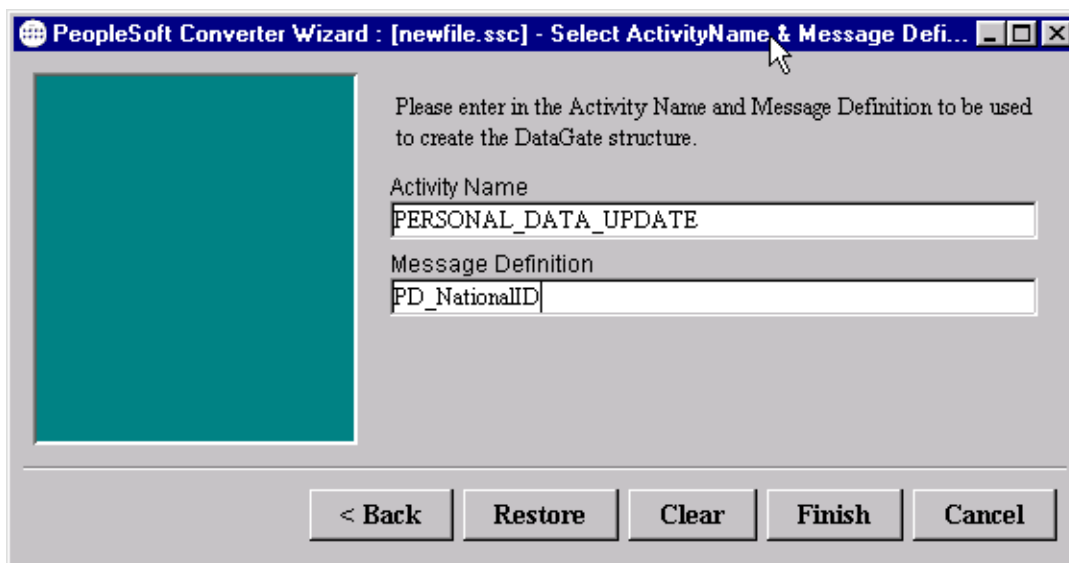 PeopleSoft Converter Wizard : [newfile.ssc] - Select ActivityName & Message Defi...
Please enter in the Activity Name and Message Definition to be used
to create the DataGate structure.
Activity Name
PERSONAL_DATA_UPDATE
Message Definition
PD_NationalID
< Back Restore Clear Finish Cancel